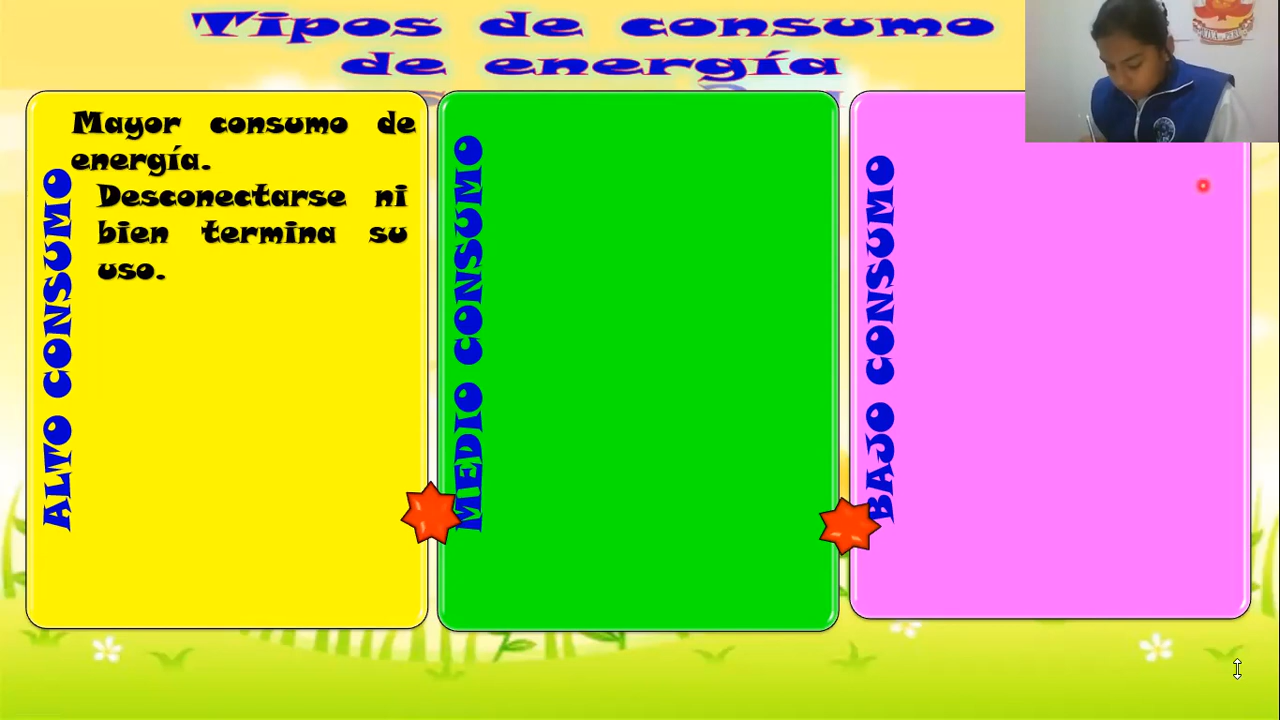 Tipos de consumo
de energía
Mayor consumo de
energía.
Desconectarse ni
bien termina su
uso.
ALTO CONSUMO
MEDIO CONSUMO
BAJO CONSUMO